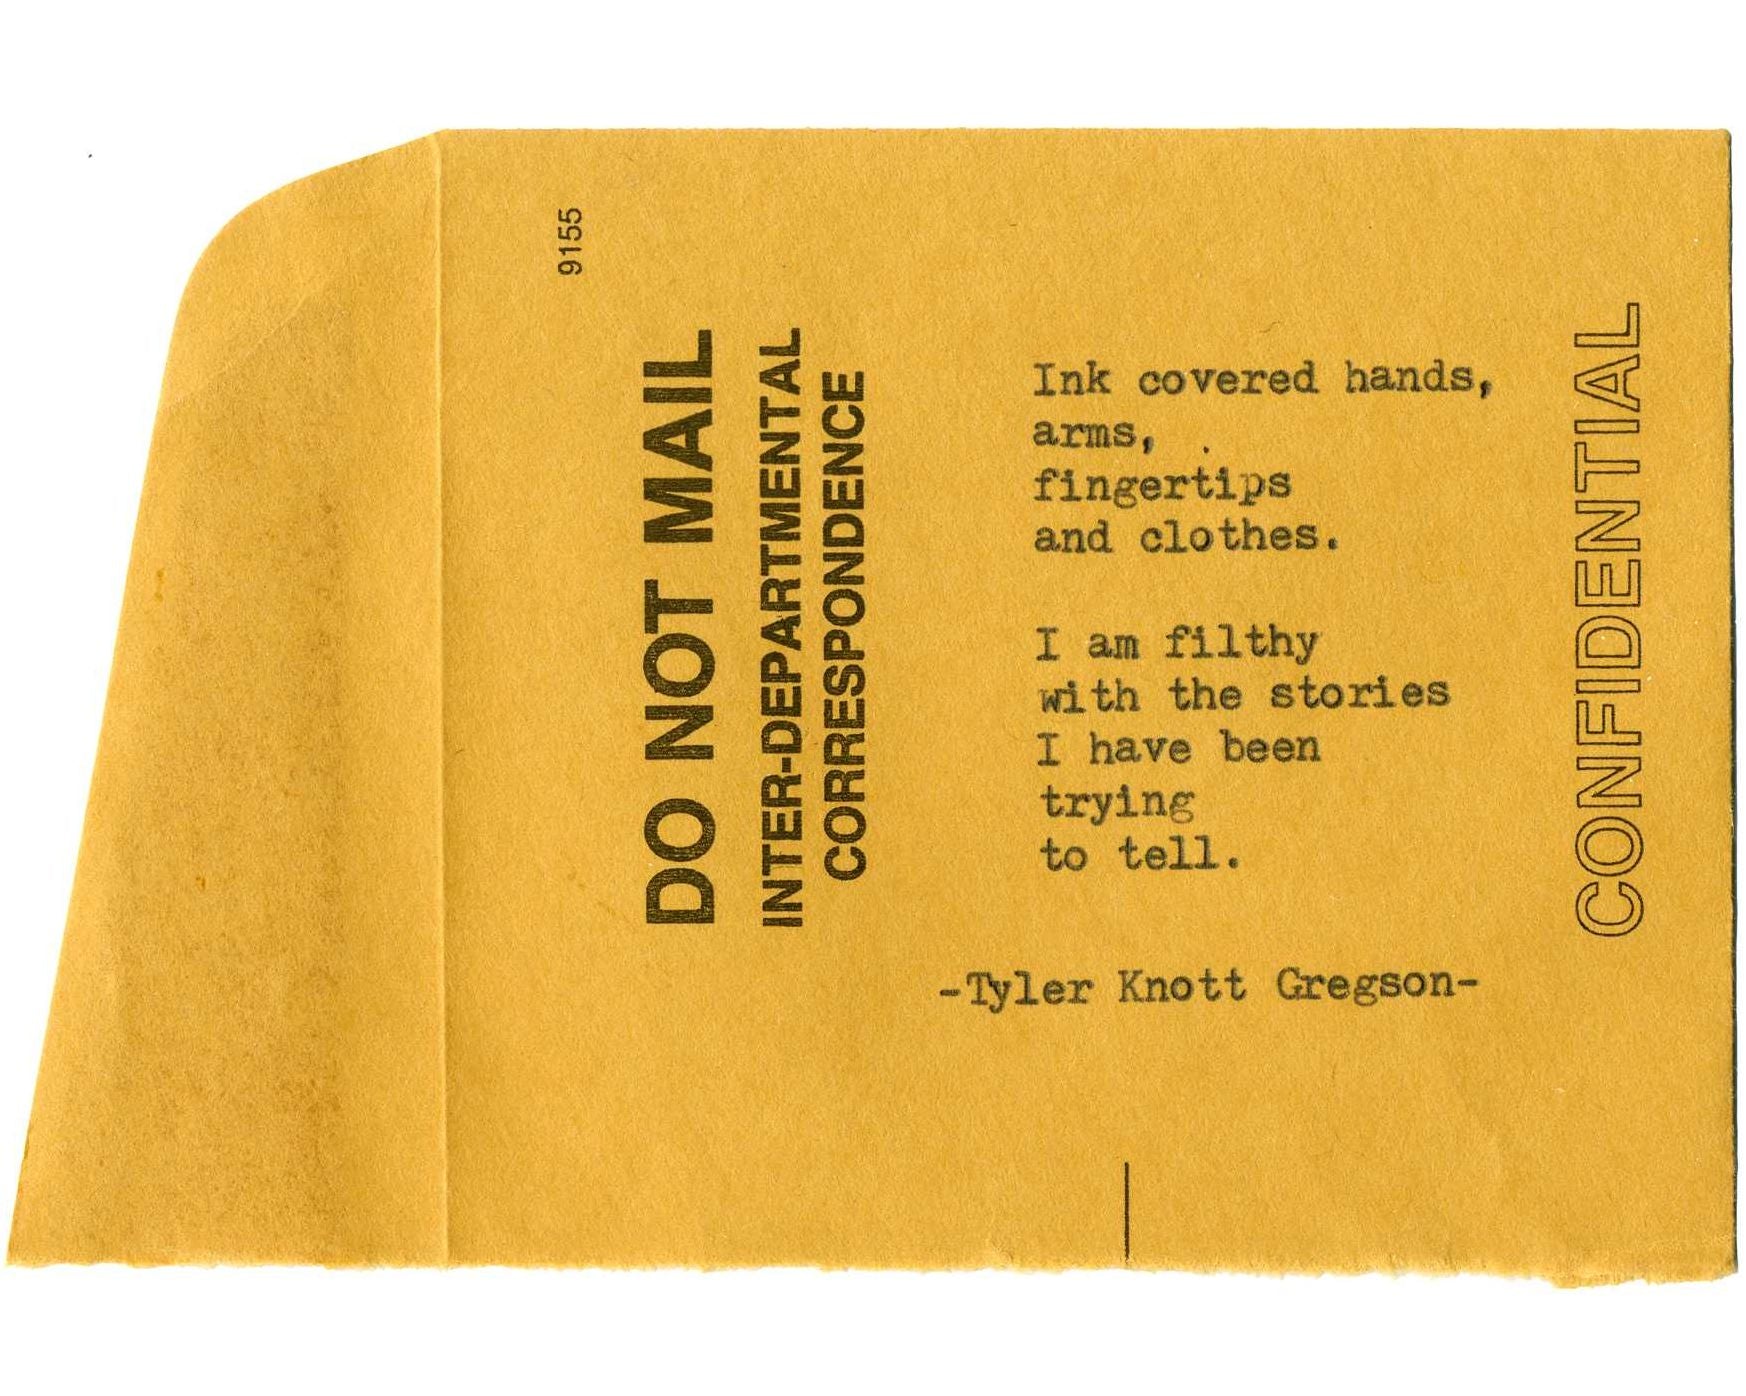 9155
DO NOT MAIL
INTER-DEPARTMENTAL
CORRESPONDENCE
Ink covered hands,
arms,
fingertips
and clothes.
I am filthy
with the stories
I have been
trying
to tell.
-Tyler Knott Gregson-
CONFIDENTIAL